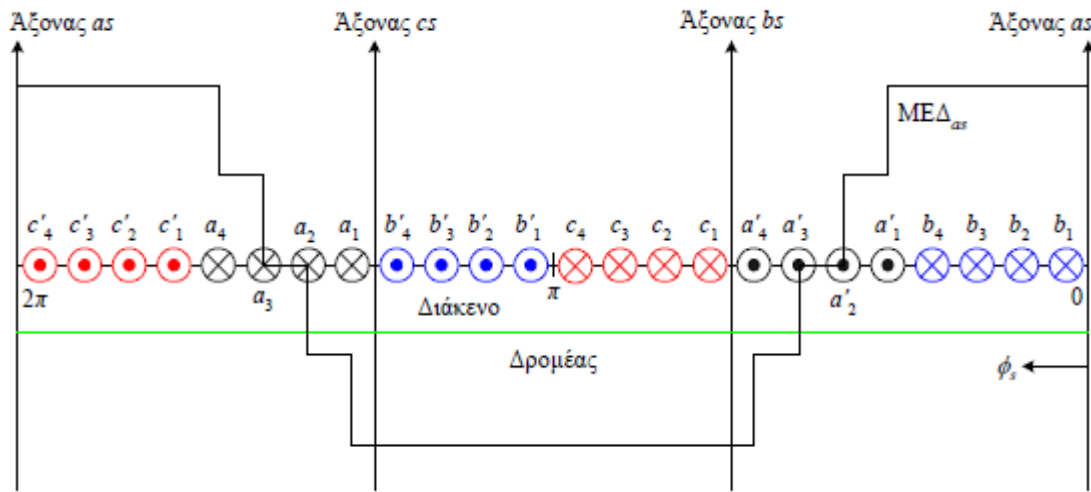 Άξονας as Άξονας cs Άξονας bs Άξονας as
ΜΕΔas
c′4 c′3 c′2 c′1 a4 a2 a1 b′4 b′3 b′2 b′1 c4 c3 c2 c1 a′4 a′3 a′1 b4 b3 b2 b1
2π a3 π a′2 0
Διάκενο
Δρομέας
ϕs